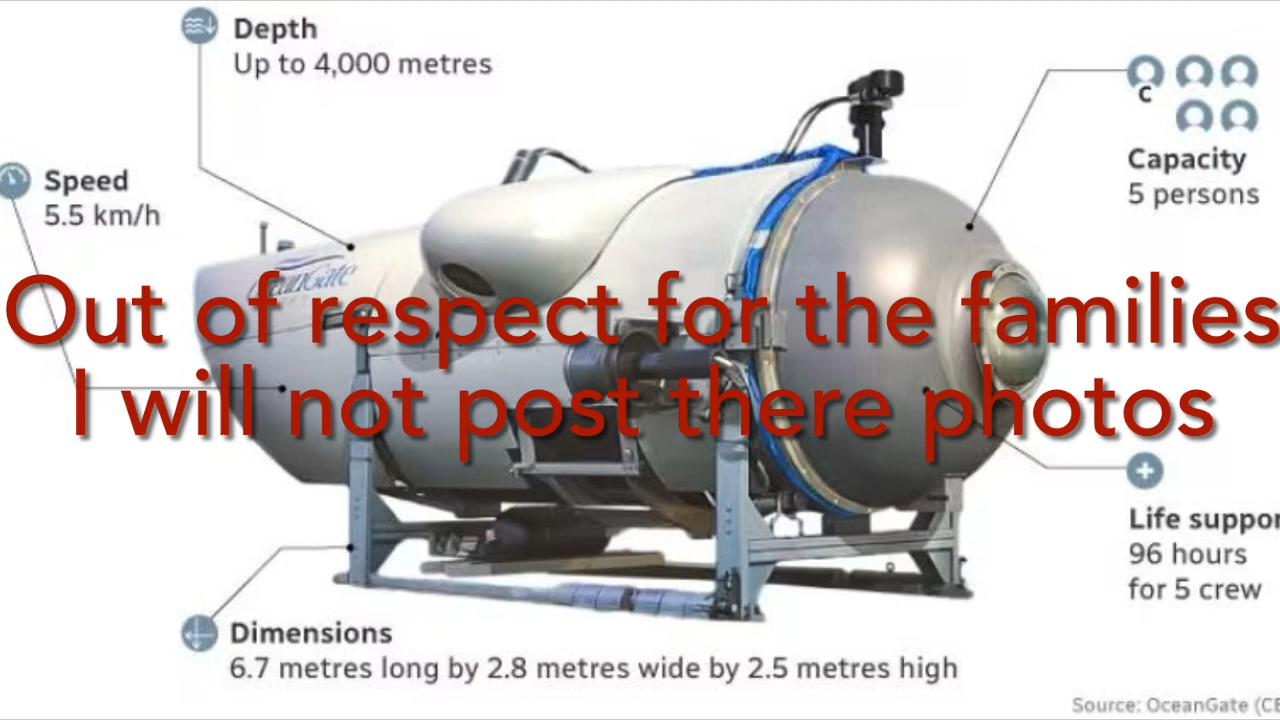 Depth
Up to 4,000 metres
C
Capacity
5 persons
Speed
5.5 km/h
OceanGate
Out of respect for the families
I will not post there photos
Life suppor
96 hours
for 5 crew
Dimensions
6.7 metres long by 2.8 metres wide by 2.5 metres high
Source: OceanGate (CB